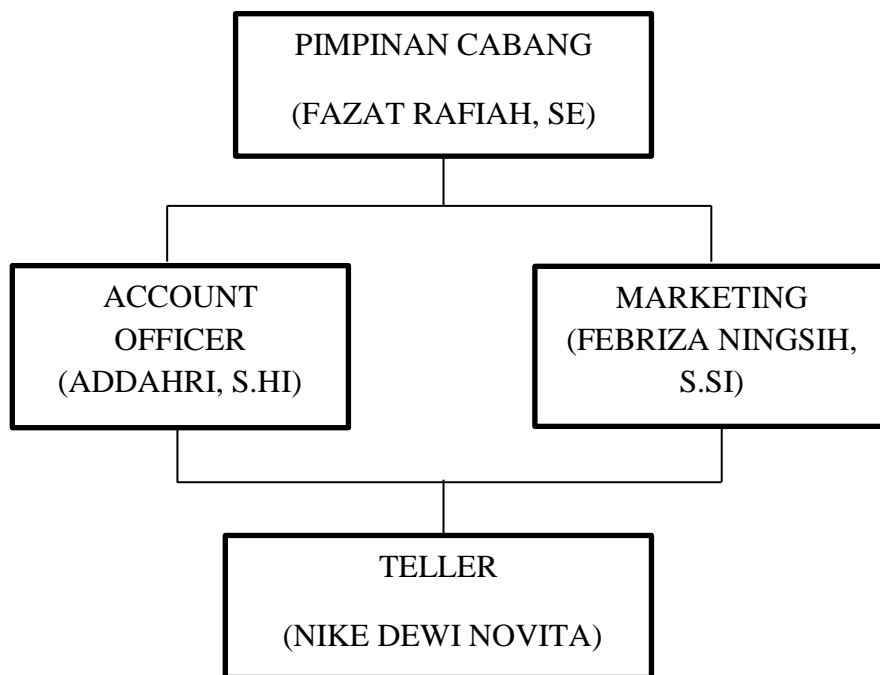 PIMPINAN CABANG
(FAZAT RAFIAH, SE)
ACCOUNT
OFFICER
(ADDAHRI, S.HI)
MARKETING
(FEBRIZA NINGSIH,
S.SI)
TELLER
(NIKE DEWI NOVITA)